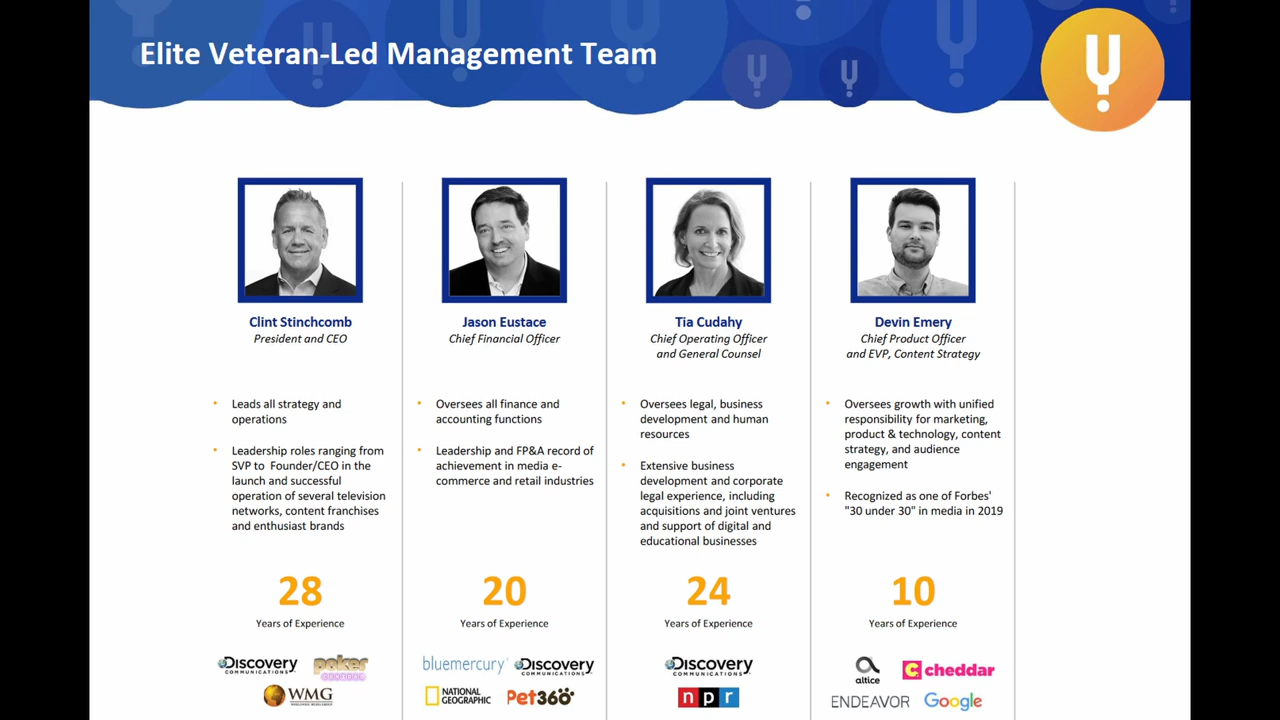 Elite Veteran-Led Management Team
Clint Stinchcomb
President and CEO
• Leads all strategy and
operations
• Leadership roles ranging from
SVP to Founder/CEO in the
launch and successful
operation of several television
networks, content franchises
and enthusiast brands
28
Years of Experience
Discovery
COMMUNICATIONS
poker
CENTRAL
WMG
Jason Eustace
Chief Financial Officer
• Oversees all finance and
accounting functions
• Leadership and FP&A record of
achievement in media e-
commerce and retail industries
20
Years of Experience
bluemercury
Discovery
COMMUNICATIONS
NATIONAL
GEOGRAPHIC
Pet360
Tia Cudahy
Chief Operating Officer
and General Counsel
• Oversees legal, business
development and human
resources
• Extensive business
development and corporate
legal experience, including
acquisitions and joint ventures
and support of digital and
educational businesses
24
Years of Experience
Discovery
COMMUNICATIONS
npr
Devin Emery
Chief Product Officer
and EVP, Content Strategy
• Oversees growth with unified
responsibility for marketing,
product & technology, content
strategy, and audience
engagement
• Recognized as one of Forbes'
"30 under 30" in media in 2019
10
Years of Experience
altice
cheddar
ENDEAVOR
Google